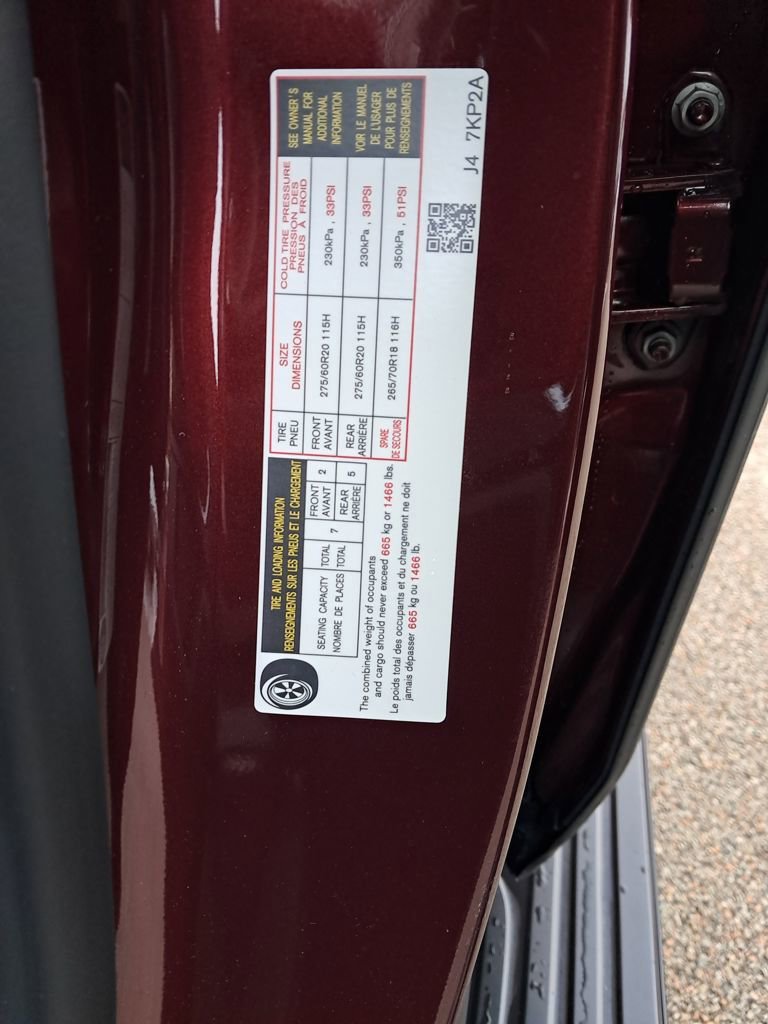 TIRE AND LOADING INFORMATION
RENSEIGNEMENTS SUR LES PNEUS ET LE CHARGEMENT
SEATING CAPACITY TOTAL 7 FRONT 2
NOMBRE DE PLACES TOTAL AVANT
REAR 5
ARRIÈRE
The combined weight of occupants
and cargo should never exceed 665 kg or 1466 lbs.
Le poids total des occupants et du chargement ne doit
jamais dépasser 665 kg ou 1466 lb.
TIRE
PNEU
SIZE
DIMENSIONS
COLD TIRE PRESSURE
PRESSION DES
PNEUS À FROID
FRONT
AVANT
275/60R20 115H
230kPa , 33PSI
REAR
ARRIÈRE
275/60R20 115H
230kPa , 33PSI
SPARE
DE SECOURS
265/70R18 116H
350kPa , 51PSI
SEE OWNER'S
MANUAL FOR
ADDITIONAL
INFORMATION
VOIR LE MANUEL
DE L'USAGER
POUR PLUS DE
RENSEIGNEMENTS
J4 7KP2A